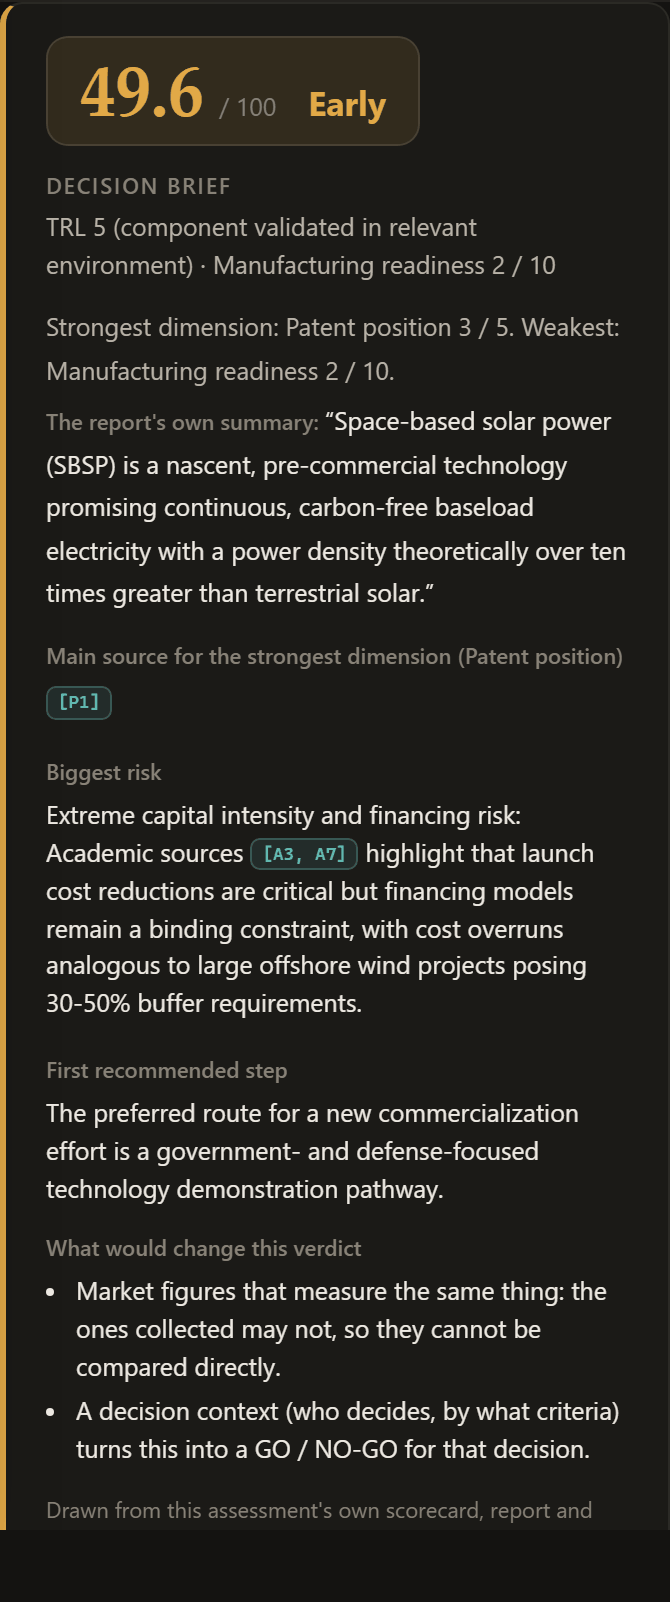 49.6 / 100 Early
DECISION BRIEF
TRL 5 (component validated in relevant
environment) · Manufacturing readiness 2 / 10
Strongest dimension: Patent position 3 / 5. Weakest:
Manufacturing readiness 2 / 10.
The report's own summary: “Space-based solar power
(SBSP) is a nascent, pre-commercial technology
promising continuous, carbon-free baseload
electricity with a power density theoretically over ten
times greater than terrestrial solar.”
Main source for the strongest dimension (Patent position)
[P1]
Biggest risk
Extreme capital intensity and financing risk:
Academic sources [A3, A7] highlight that launch
cost reductions are critical but financing models
remain a binding constraint, with cost overruns
analogous to large offshore wind projects posing
30-50% buffer requirements.
First recommended step
The preferred route for a new commercialization
effort is a government- and defense-focused
technology demonstration pathway.
What would change this verdict
• Market figures that measure the same thing: the
ones collected may not, so they cannot be
compared directly.
• A decision context (who decides, by what criteria)
turns this into a GO / NO-GO for that decision.
Drawn from this assessment's own scorecard, report and